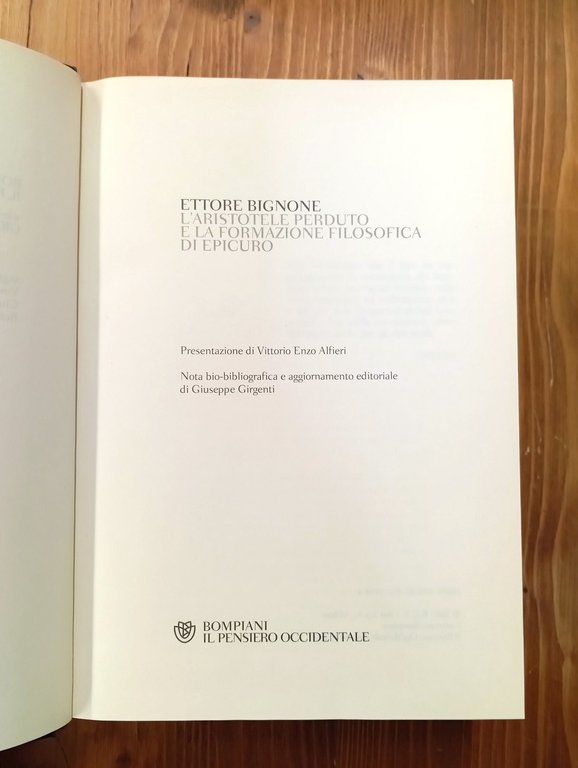 ETTORE BIGNONE
L'ARISTOTELE PERDUTO
E LA FORMAZIONE FILOSOFICA
DI EPICURO
Presentazione di Vittorio Enzo Alfieri
Nota bio-bibliografica e aggiornamento editoriale
di Giuseppe Girgenti
BOMPIANI
IL PENSIERO OCCIDENTALE